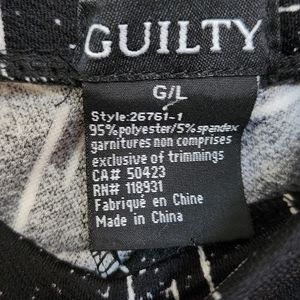 GUILTY
G/L
Style:26761-1
95%polyester/5%spandex
garnitures non comprises
exclusive of trimmings
CA# 50423
RN# 118931
Fabriqué en Chine
Made in China